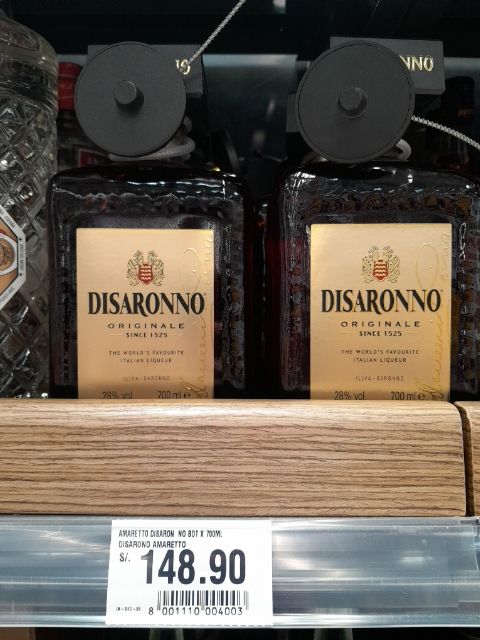 NNO
DISARONNO
ORIGINALE
SINCE 1525
THE WORLD'S FAVOURITE
ITALIAN LIQUEUR
ILLVA · SARONNO
28% vol. 700 ml e
DISARONNO
ORIGINALE
SINCE 1525
THE WORLD'S FAVOURITE
ITALIAN LIQUEUR
ILLVA · SARONNO
28% vol. 700 ml e
AMARETTO DISARON NO BOT X 700ML
DISARONO AMARETTO
S/. 148.90
8 001110 004003